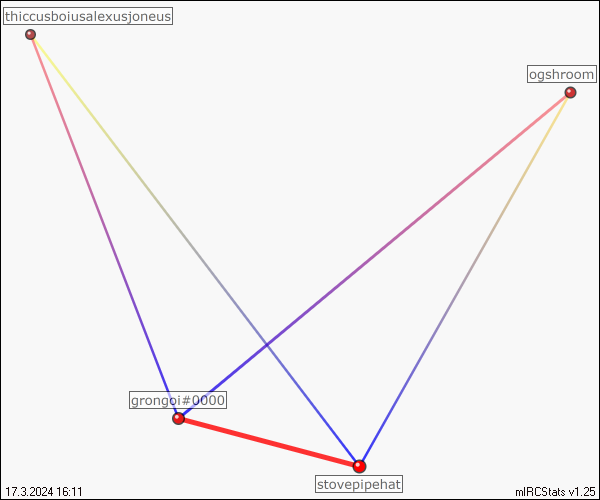 thiccusboiusalexusjoneus
ogshroom
grongoi#0000
stovepipehat
17.3.2024 16:11
mIRCStats v1.25